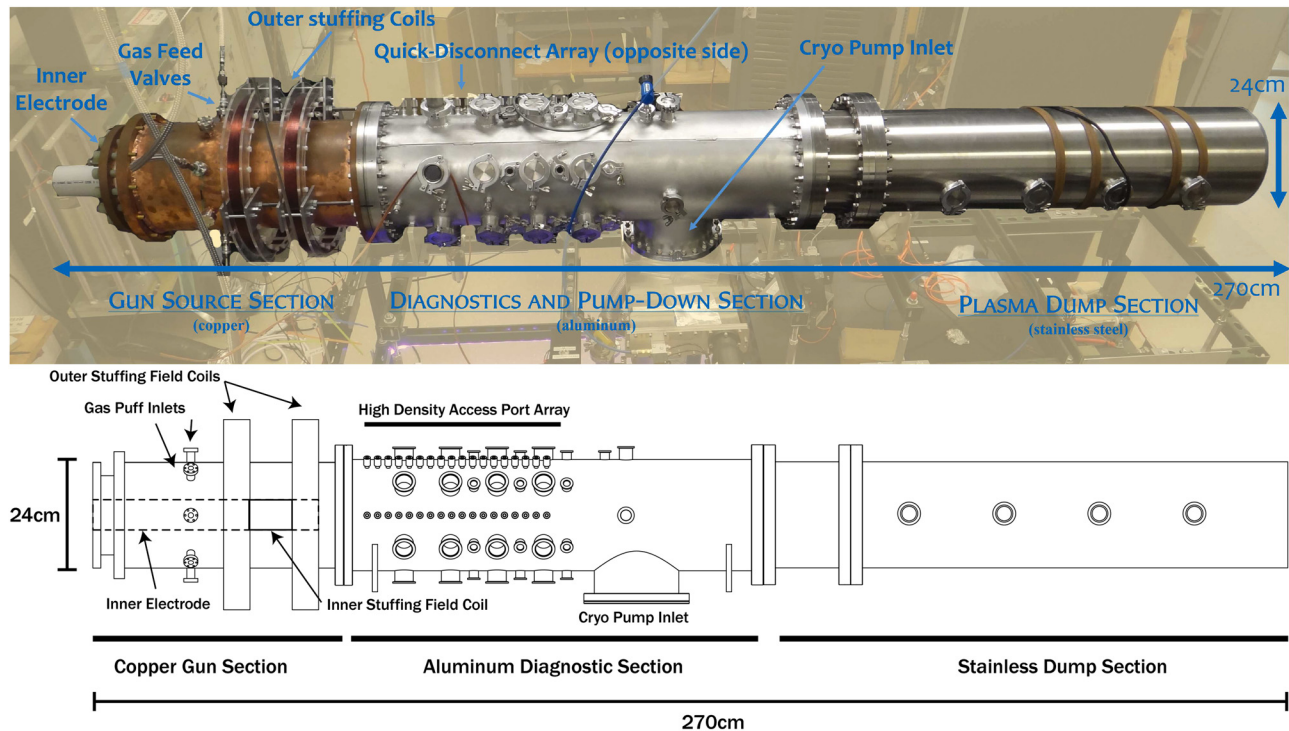 Outer stuffing Coils
Gas Feed
Valves
Quick-Disconnect Array (opposite side)
Cryo Pump Inlet
Inner
Electrode
24cm
270cm
Gun Source Section
(copper)
Diagnostics and Pump-Down Section
(aluminum)
Plasma Dump Section
(stainless steel)
Outer Stuffing Field Coils
Gas Puff Inlets
High Density Access Port Array
24cm
Inner Electrode
Inner Stuffing Field Coil
Cryo Pump Inlet
Copper Gun Section
Aluminum Diagnostic Section
Stainless Dump Section
270cm